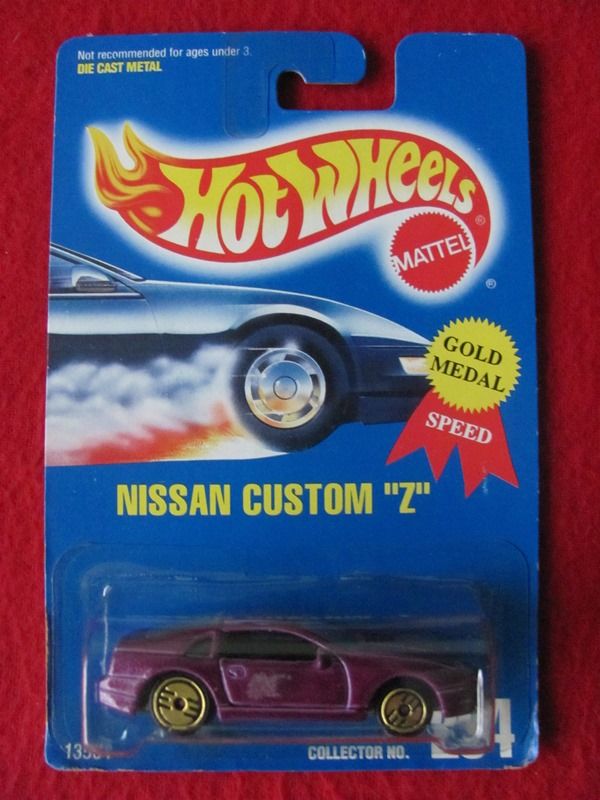 Not recommended for ages under 3.
DIE CAST METAL
HOT WHEELS
®
MATTEL
®
GOLD
MEDAL
SPEED
NISSAN CUSTOM "Z"
COLLECTOR NO.